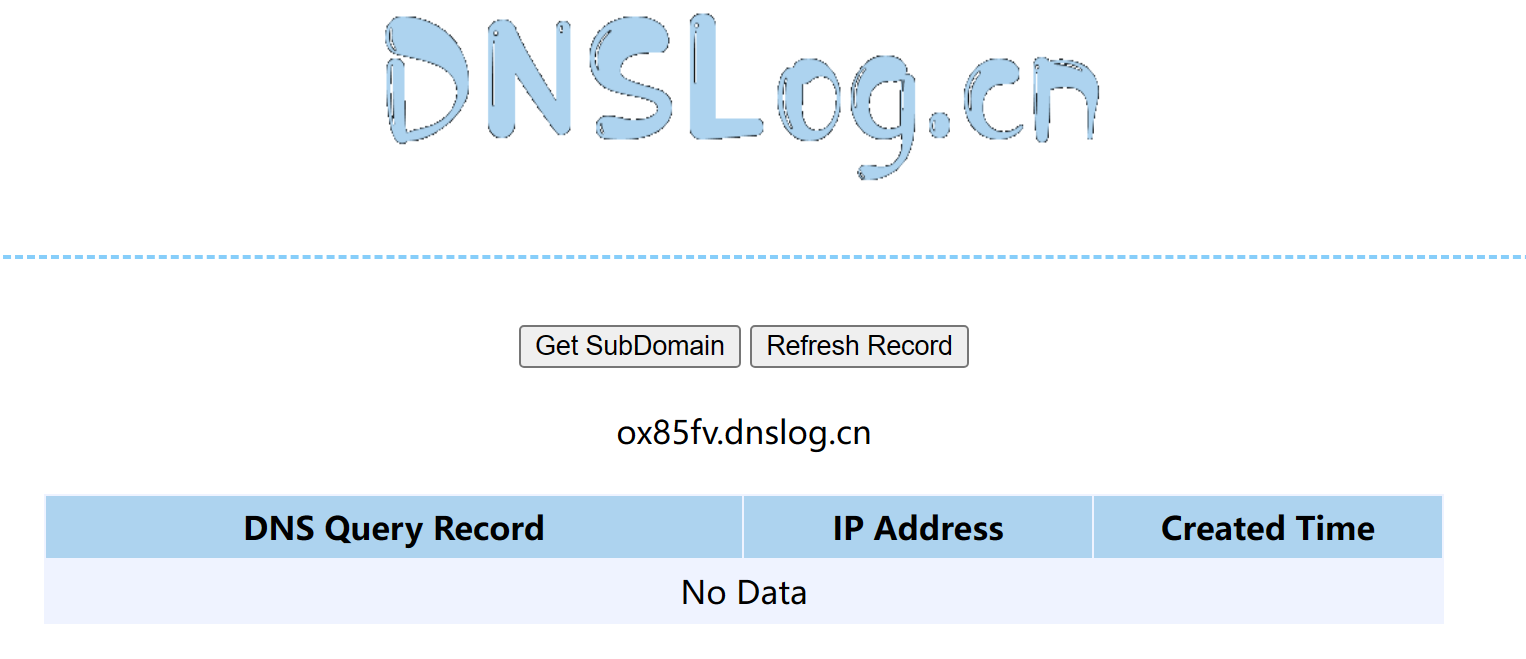 DNSLog.cn
Get SubDomain Refresh Record
ox85fv.dnslog.cn
DNS Query Record IP Address Created Time
No Data